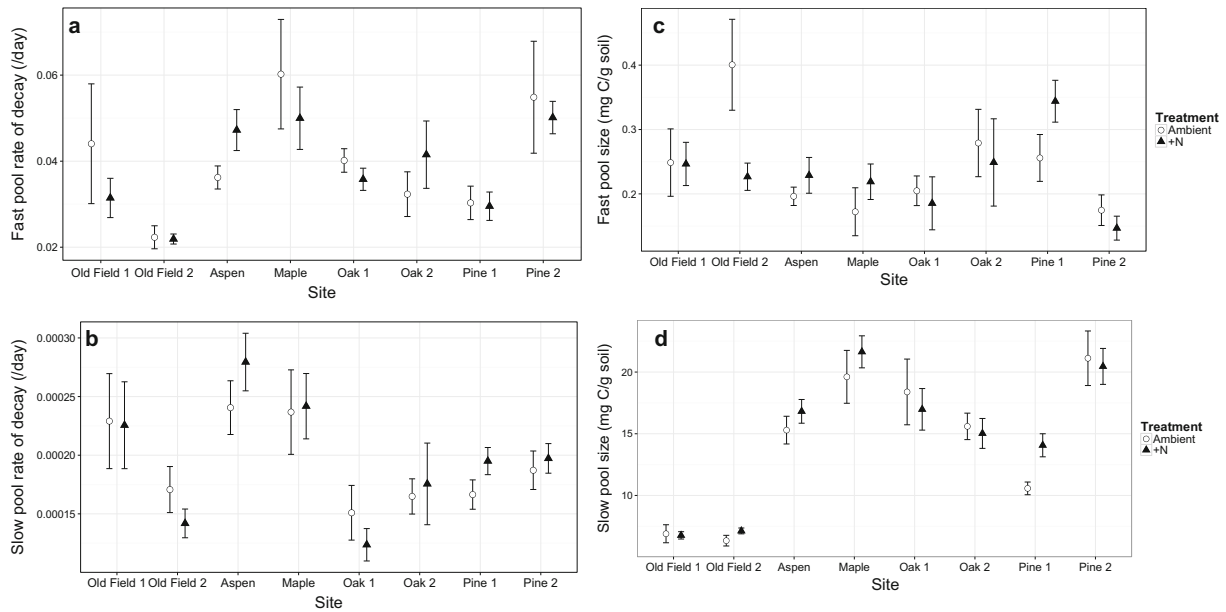 a
Fast pool rate of decay (/day)
0.06
0.04
0.02
Old Field 1 Old Field 2 Aspen Maple Oak 1 Oak 2 Pine 1 Pine 2
Site
c
Fast pool size (mg C/g soil)
0.4
0.3
0.2
Old Field 1 Old Field 2 Aspen Maple Oak 1 Oak 2 Pine 1 Pine 2
Site
Treatment
Ambient
+N
b
Slow pool rate of decay (/day)
0.00030
0.00025
0.00020
0.00015
Old Field 1 Old Field 2 Aspen Maple Oak 1 Oak 2 Pine 1 Pine 2
Site
d
Slow pool size (mg C/g soil)
20
15
10
Old Field 1 Old Field 2 Aspen Maple Oak 1 Oak 2 Pine 1 Pine 2
Site
Treatment
Ambient
+N